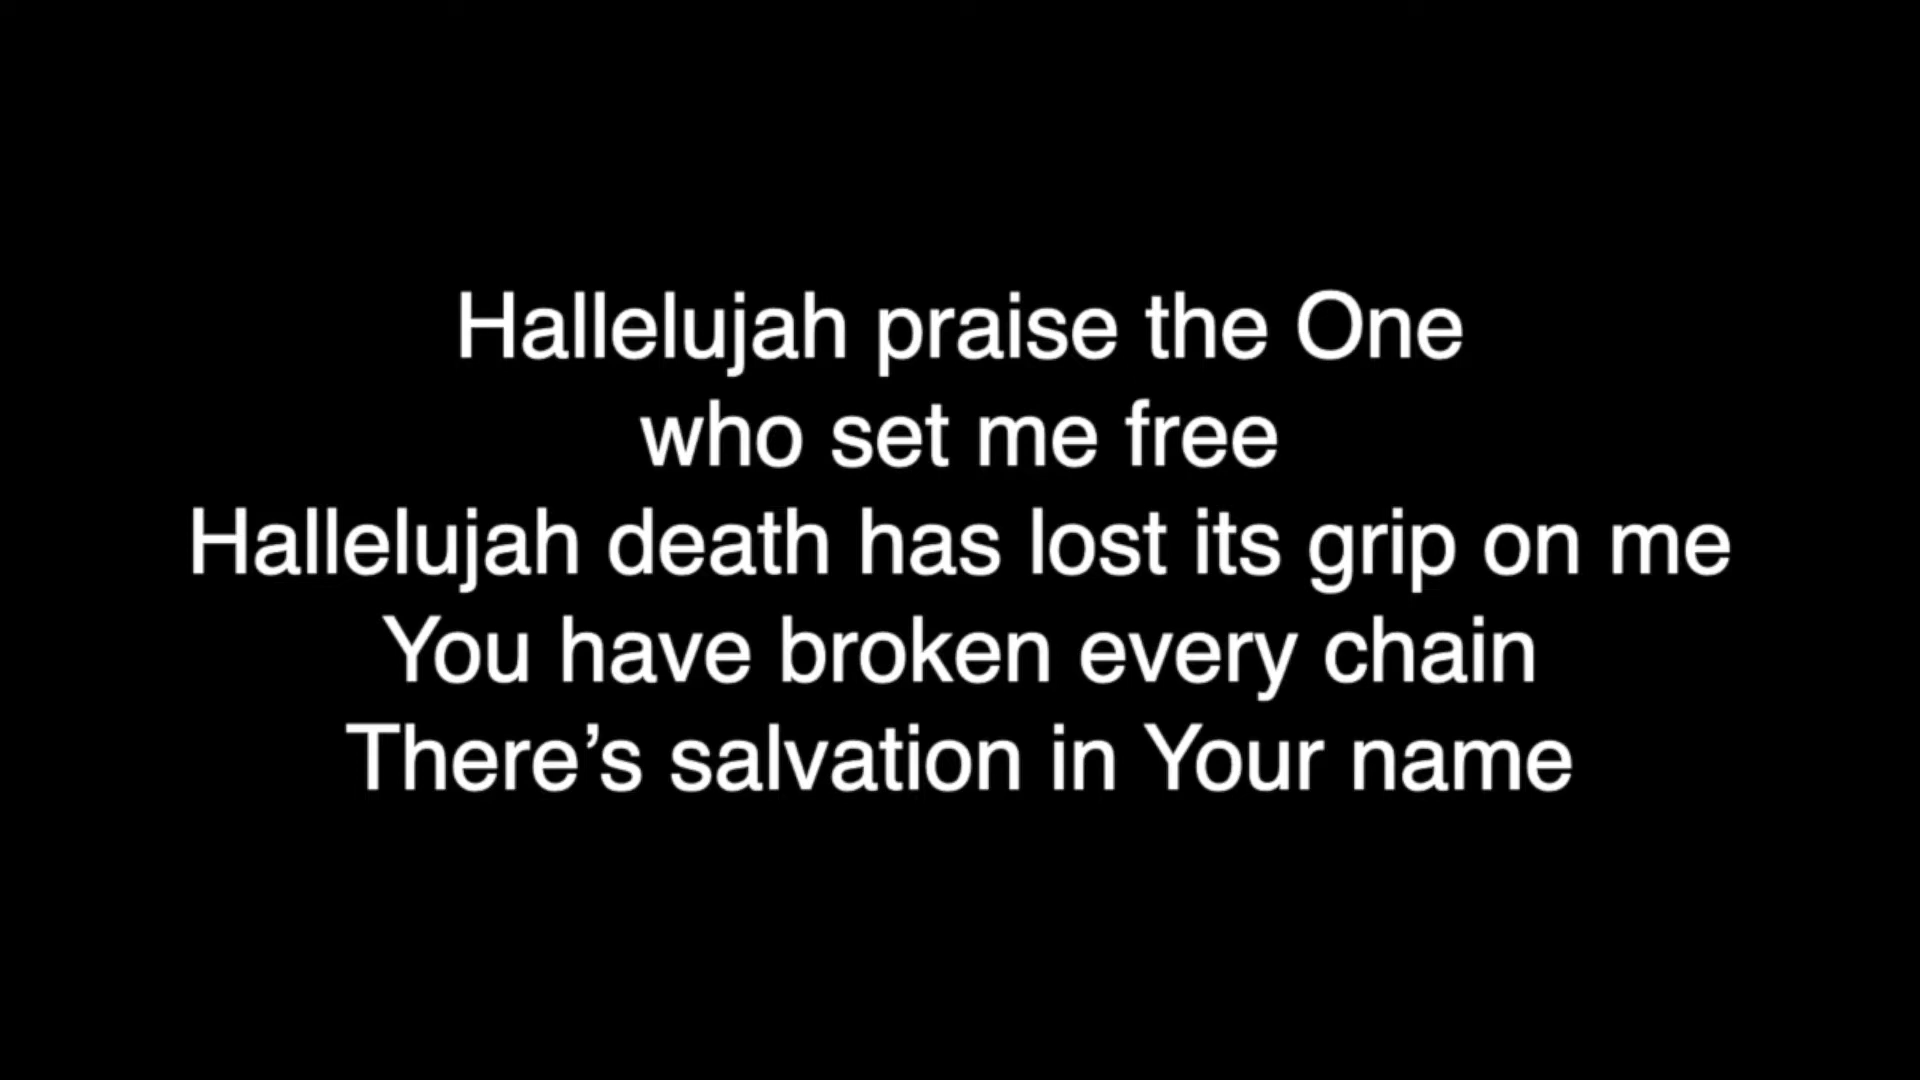 Hallelujah praise the One
who set me free
Hallelujah death has lost its grip on me
You have broken every chain
There’s salvation in Your name